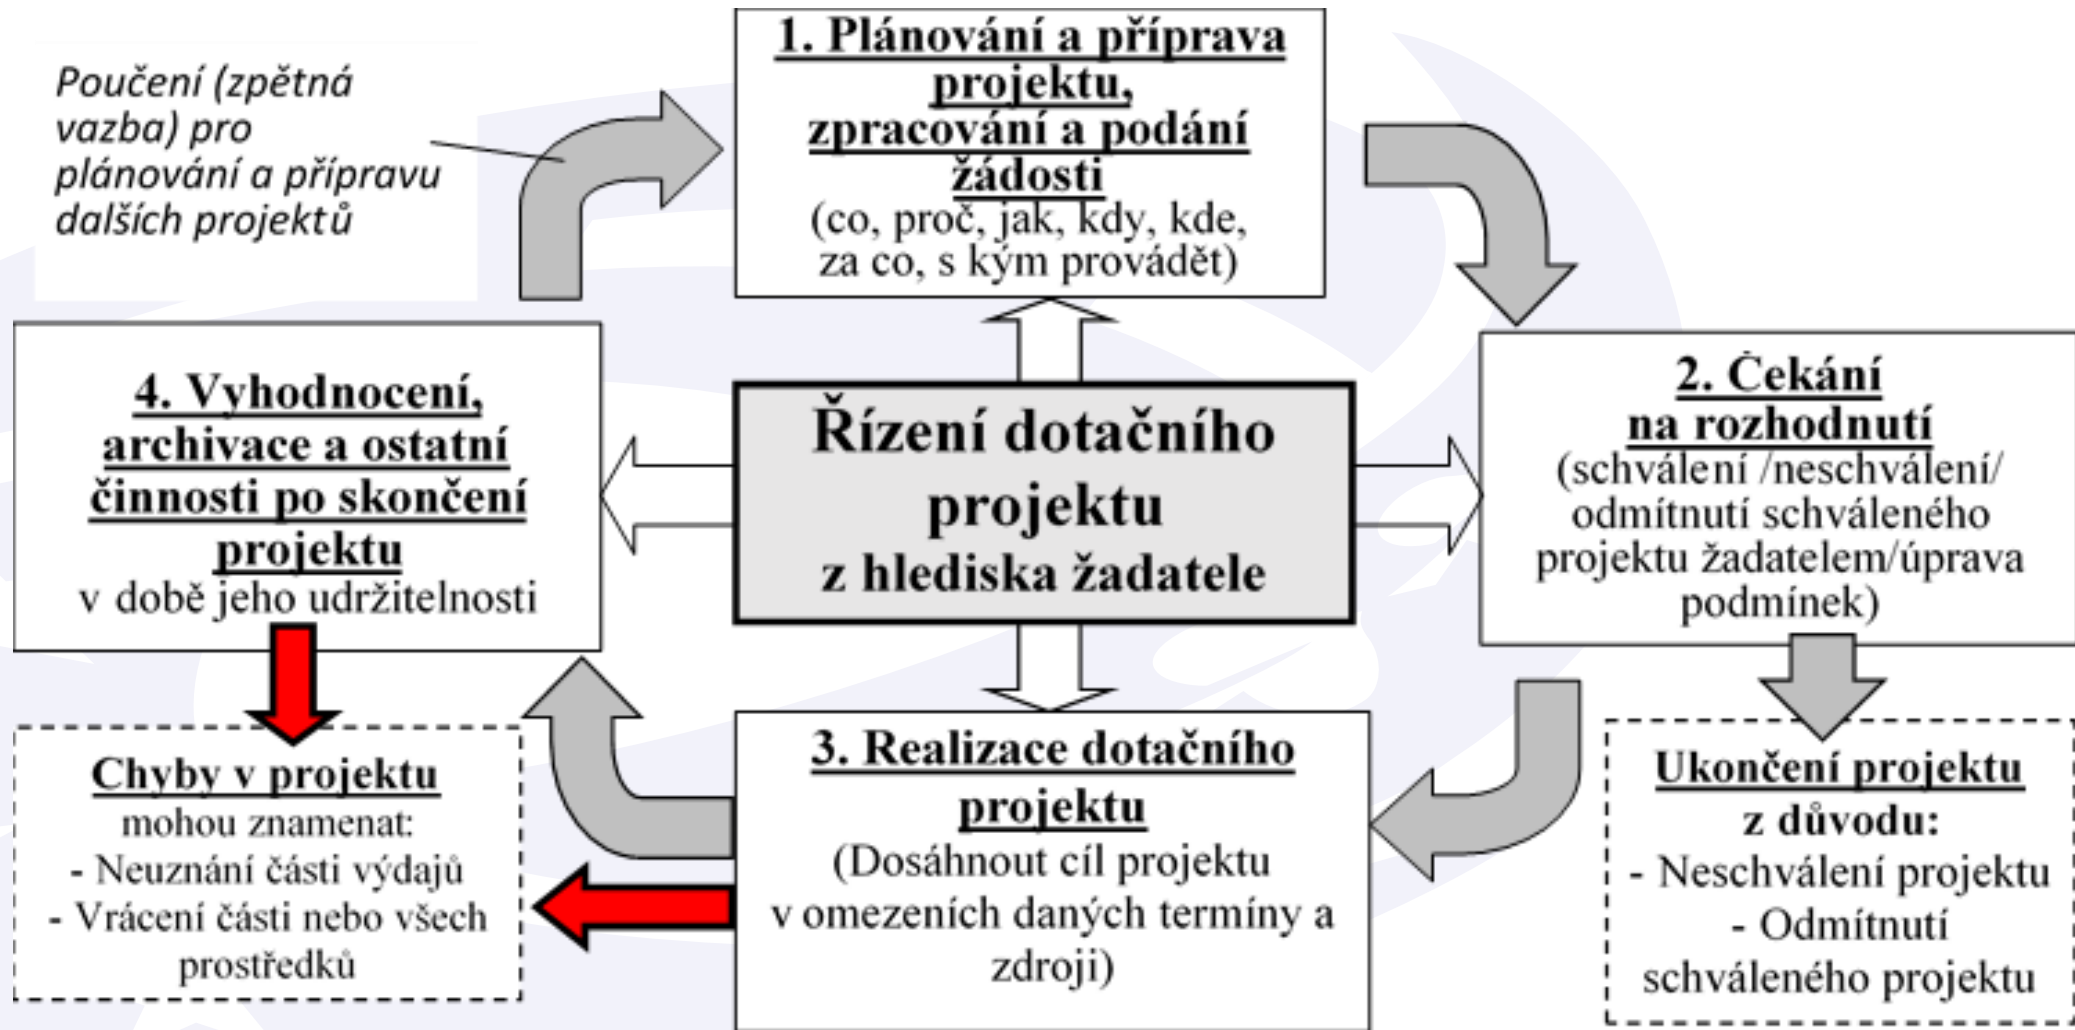 Poučení (zpětná
vazba) pro
plánování a přípravu
dalších projektů
1. Plánování a příprava
projektu,
zpracování a podání
žádosti
(co, proč, jak, kdy, kde,
za co, s kým provádět)
4. Vyhodnocení,
archivace a ostatní
činnosti po skončení
projektu
v době jeho udržitelnosti
Řízení dotačního
projektu
z hlediska žadatele
2. Čekání
na rozhodnutí
(schválení /neschválení/
odmítnutí schváleného
projektu žadatelem/úprava
podmínek)
Chyby v projektu
mohou znamenat:
- Neuznání části výdajů
- Vrácení části nebo všech
prostředků
3. Realizace dotačního
projektu
(Dosáhnout cíl projektu
v omezeních daných termíny a
zdroji)
Ukončení projektu
z důvodu:
- Neschválení projektu
- Odmítnutí
schváleného projektu